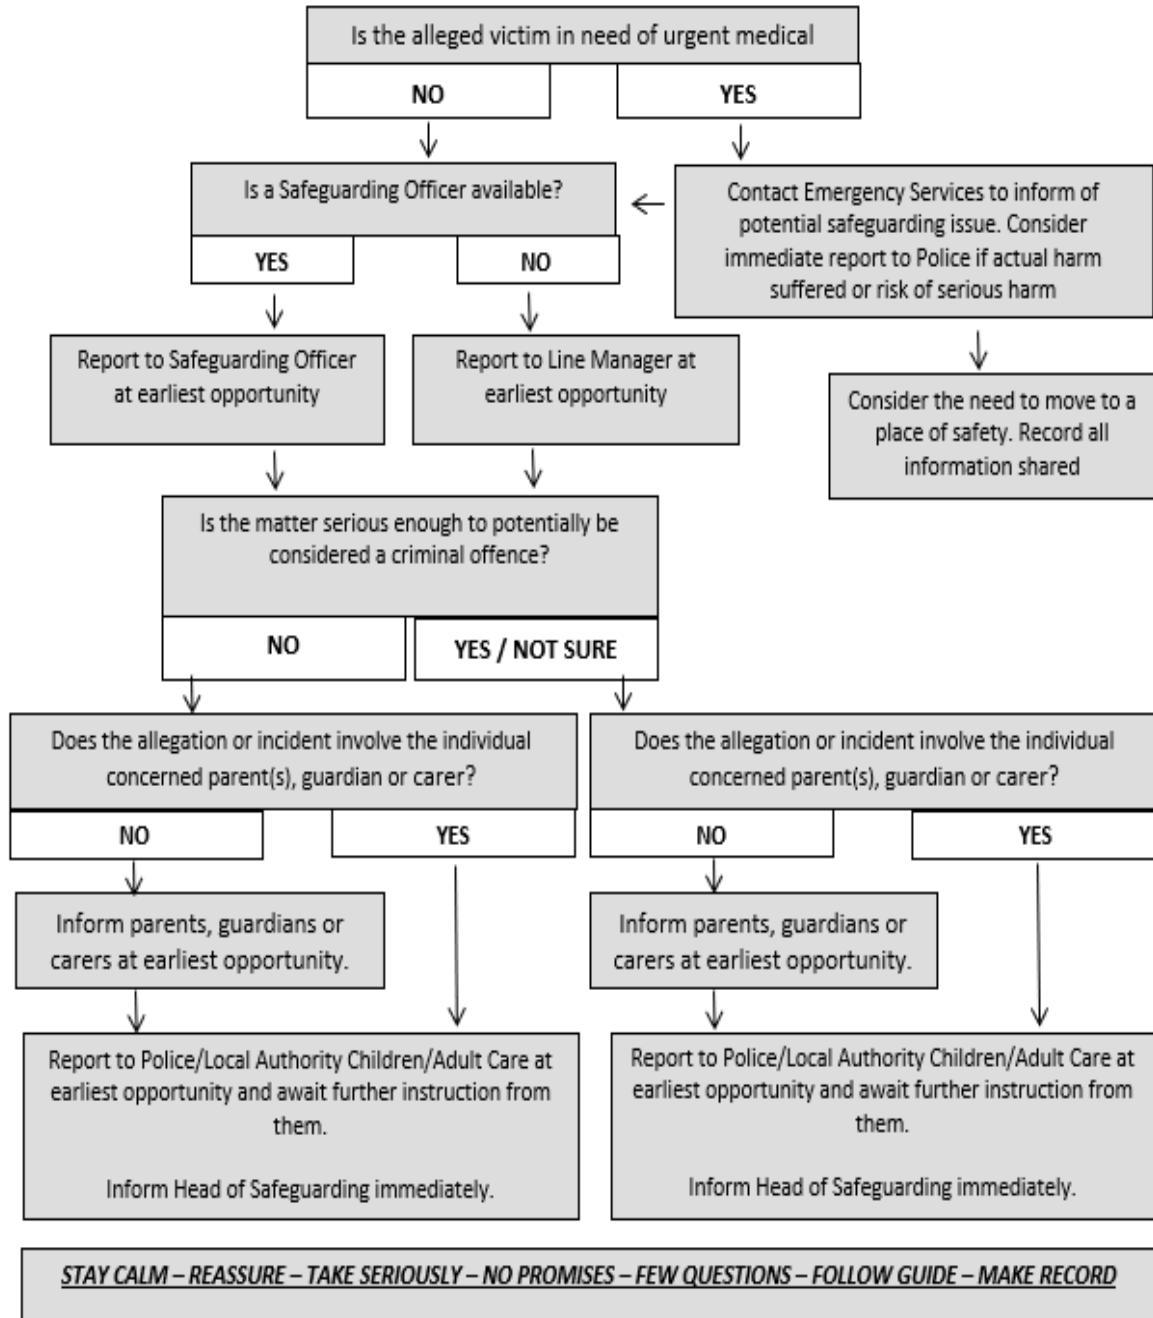 Is the alleged victim in need of urgent medical
NO
YES
Is a Safeguarding Officer available?
YES
NO
Contact Emergency Services to inform of
potential safeguarding issue. Consider
immediate report to Police if actual harm
suffered or risk of serious harm
Report to Safeguarding Officer
at earliest opportunity
Report to Line Manager at
earliest opportunity
Consider the need to move to a
place of safety. Record all
information shared
Is the matter serious enough to potentially be
considered a criminal offence?
NO
YES / NOT SURE
Does the allegation or incident involve the individual
concerned parent(s), guardian or carer?
NO
YES
Does the allegation or incident involve the individual
concerned parent(s), guardian or carer?
NO
YES
Inform parents, guardians or
carers at earliest opportunity.
Inform parents, guardians or
carers at earliest opportunity.
Report to Police/Local Authority Children/Adult Care at
earliest opportunity and await further instruction from
them.
Inform Head of Safeguarding immediately.
Report to Police/Local Authority Children/Adult Care at
earliest opportunity and await further instruction from
them.
Inform Head of Safeguarding immediately.
STAY CALM – REASSURE – TAKE SERIOUSLY – NO PROMISES – FEW QUESTIONS – FOLLOW GUIDE – MAKE RECORD